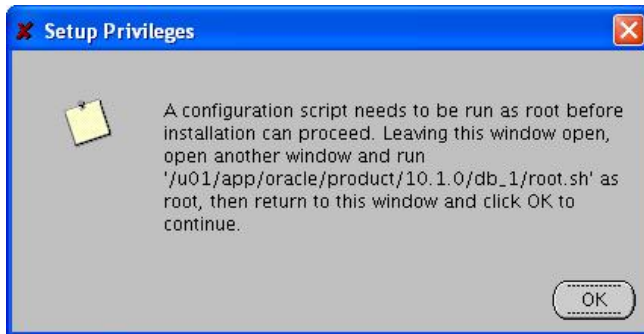 Setup Privileges
A configuration script needs to be run as root before
installation can proceed. Leaving this window open,
open another window and run
'/u01/app/oracle/product/10.1.0/db_1/root.sh' as
root, then return to this window and click OK to
continue.
OK